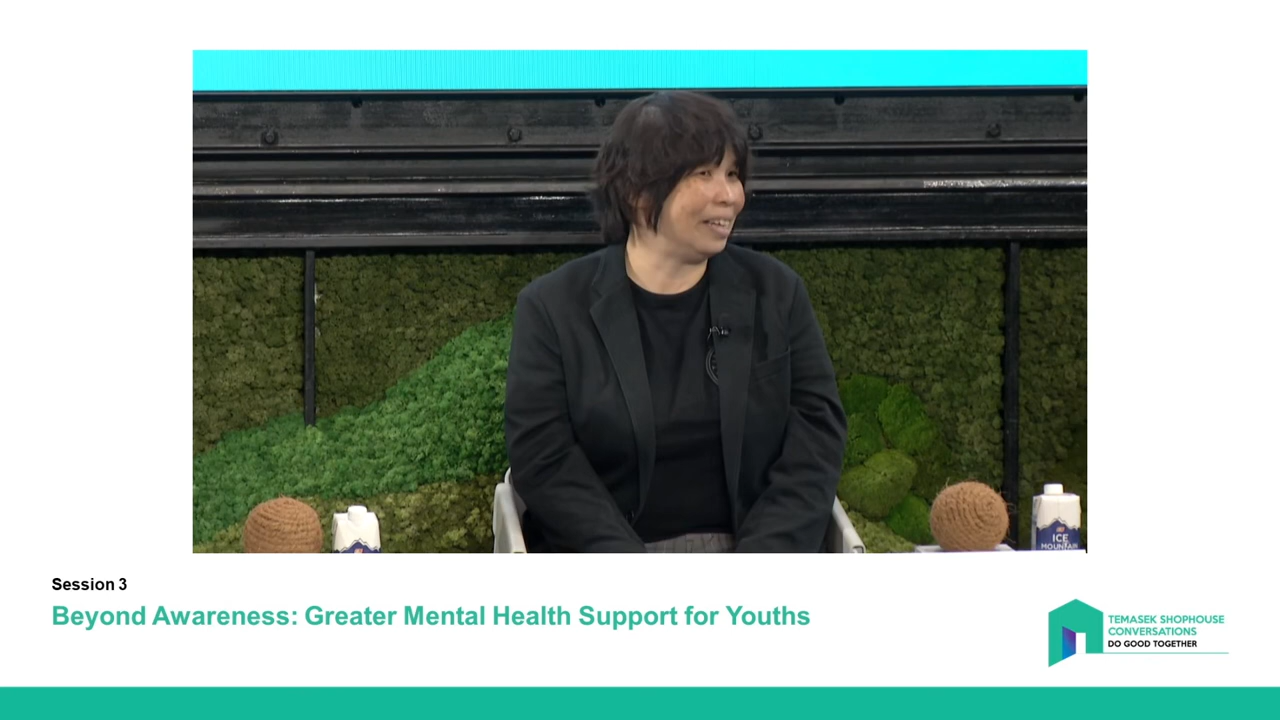 ICE
MOUNTAIN
Session 3
Beyond Awareness: Greater Mental Health Support for Youths
TEMASEK SHOPHOUSE
CONVERSATIONS
DO GOOD TOGETHER